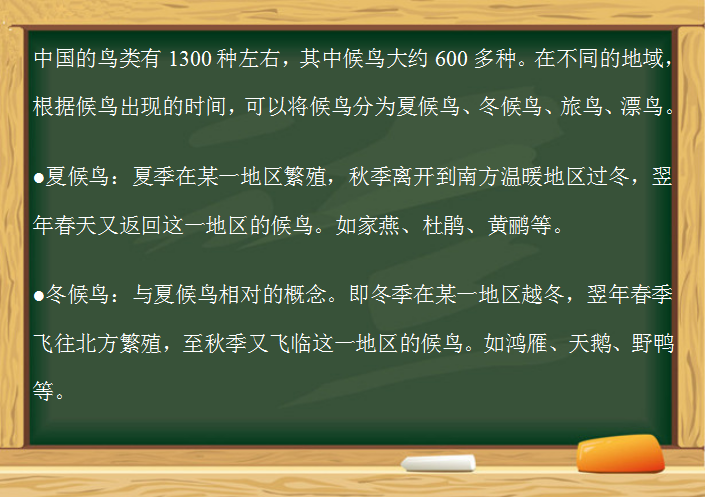 中国的鸟类有 1300 种左右，其中候鸟大约 600 多种。在不同的地域，
根据候鸟出现的时间，可以将候鸟分为夏候鸟、冬候鸟、旅鸟、漂鸟。
●夏候鸟：夏季在某一地区繁殖，秋季离开到南方温暖地区过冬，翌
年春天又返回这一地区的候鸟。如家燕、杜鹃、黄鹂等。
●冬候鸟：与夏候鸟相对的概念。即冬季在某一地区越冬，翌年春季
飞往北方繁殖，至秋季又飞临这一地区的候鸟。如鸿雁、天鹅、野鸭
等。